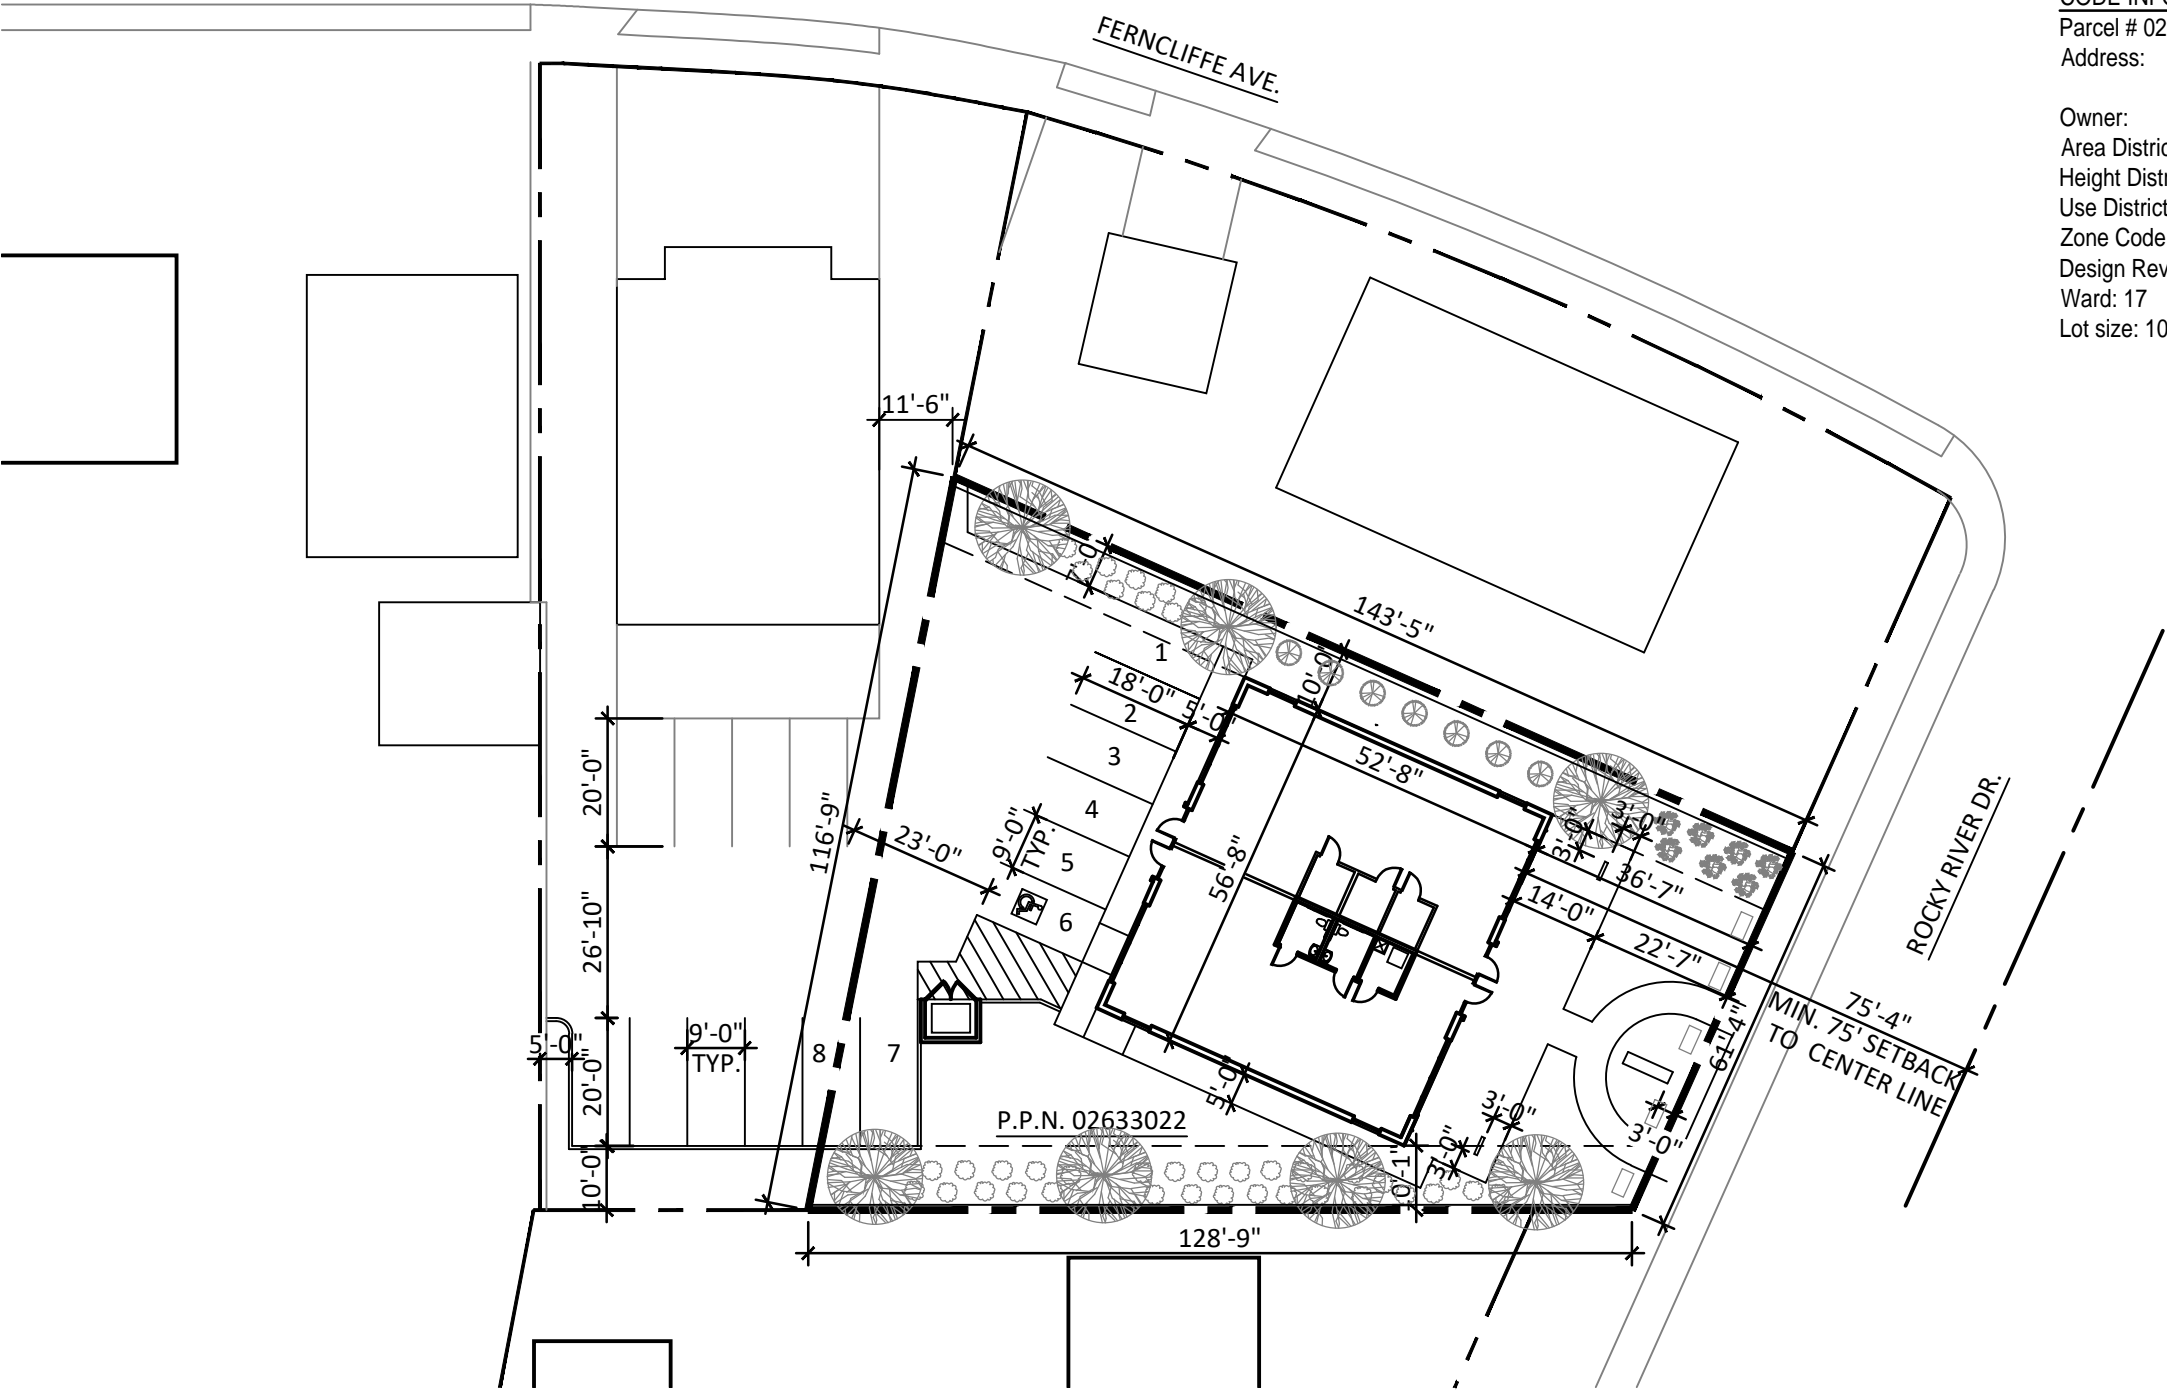 CODE INFO
Parcel # 02
Address:
Owner:
Area Distric
Height Distr
Use District
Zone Code
Design Rev
Ward: 17
Lot size: 10
FERNCLIFFE AVE.
11'-6"
7'-0"
143'-5"
1
18'-0"
5'-0"
2
10'-0"
3
52'-8"
20'-0"
4
116'-9"
23'-0"
9'-0"
TYP.
5
56'-8"
3'-0"
3'-0"
36'-7"
6
14'-0"
22'-7"
ROCKY RIVER DR.
26'-10"
75'-4"
MIN. 75' SETBACK
TO CENTER LINE
61'-4"
5'-0"
9'-0"
TYP.
8
7
20'-0"
5'-0"
P.P.N. 02633022
3'-0"
3'-0"
3'-0"
10'-0"
0'-1"
128'-9"